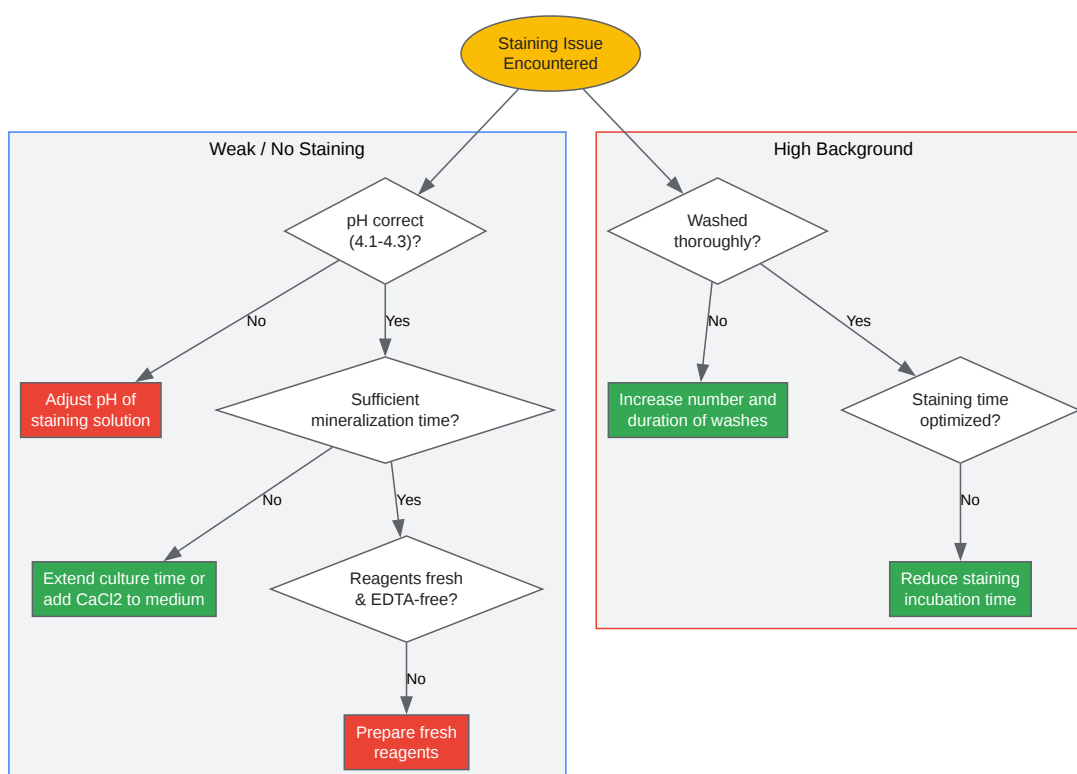 Staining Issue
Encountered
Weak / No Staining
pH correct
(4.1-4.3)?
No
Yes
Adjust pH of
staining solution
Sufficient
mineralization time?
No
Yes
Extend culture time or
add CaCl2 to medium
Reagents fresh
& EDTA-free?
No
Prepare fresh
reagents
High Background
Washed
thoroughly?
No
Yes
Increase number and
duration of washes
Staining time
optimized?
No
Reduce staining
incubation time